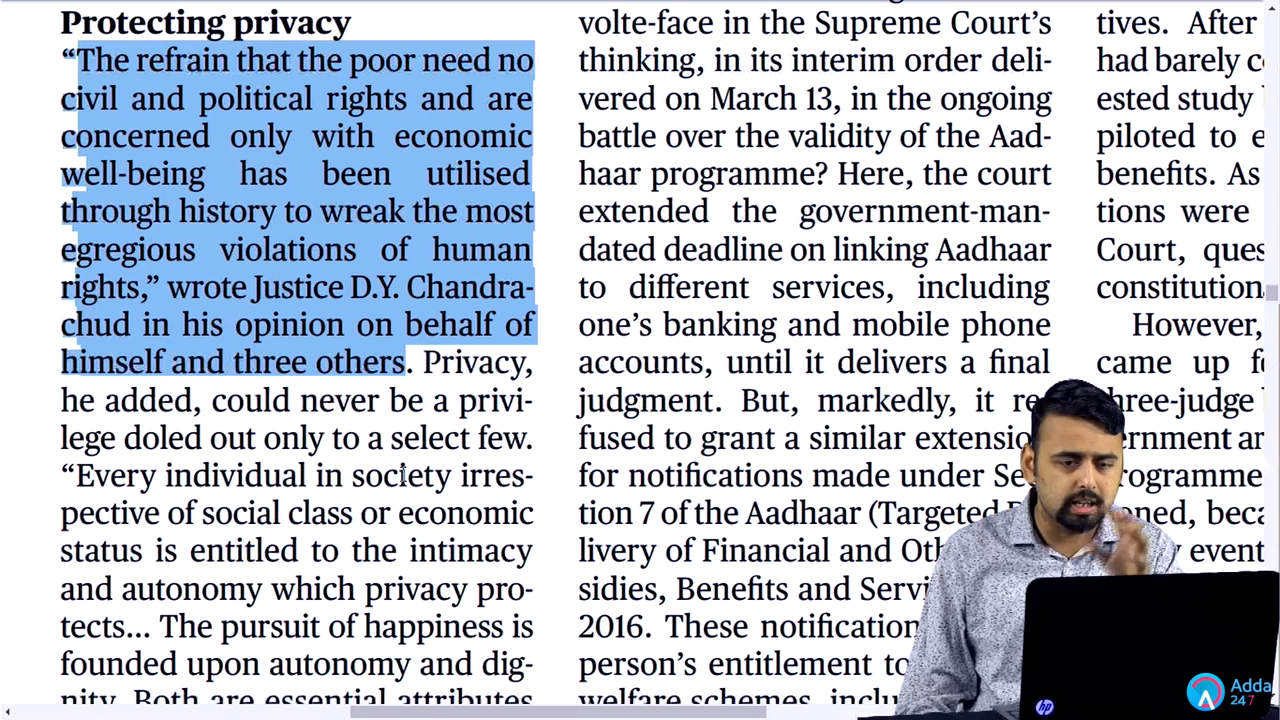 Protecting privacy
“The refrain that the poor need no
civil and political rights and are
concerned only with economic
well-being has been utilised
through history to wreak the most
egregious violations of human
rights,” wrote Justice D.Y. Chandra-
chud in his opinion on behalf of
himself and three others. Privacy,
he added, could never be a privi-
lege doled out only to a select few.
“Every individual in society irres-
pective of social class or economic
status is entitled to the intimacy
and autonomy which privacy pro-
tects... The pursuit of happiness is
founded upon autonomy and dig-
nity. Both are essential attributes
volte-face in the Supreme Court’s
thinking, in its interim order deli-
vered on March 13, in the ongoing
battle over the validity of the Aad-
haar programme? Here, the court
extended the government-man-
dated deadline on linking Aadhaar
to different services, including
one’s banking and mobile phone
accounts, until it delivers a final
judgment. But, markedly, it re
fused to grant a similar extensio
for notifications made under Se
tion 7 of the Aadhaar (Targeted
livery of Financial and Oth
sidies, Benefits and Servi
2016. These notification
person’s entitlement to
welfare schemes, inclu
tives. After
had barely c
ested study
piloted to e
benefits. As
tions were
Court, ques
constitution
However,
came up f
three-judge
ernment ar
rogramme
oned, beca
event
hp
Adda
247